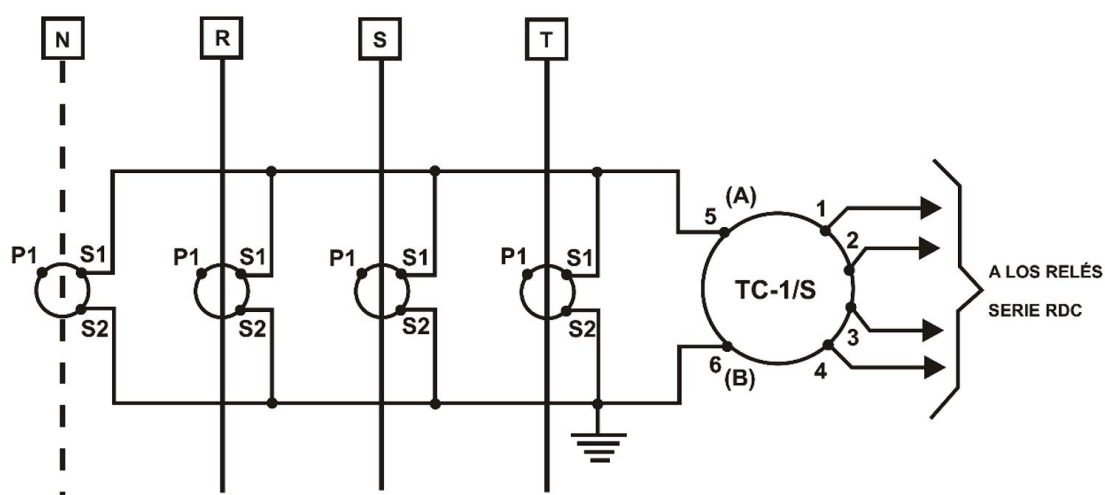 N R S T
P1 S1 P1 S1 P1 S1 P1 S1
S2 S2 S2 S2
5 (A) 1
2
TC-1/S
3
6 (B) 4
A LOS RELÉS
SERIE RDC